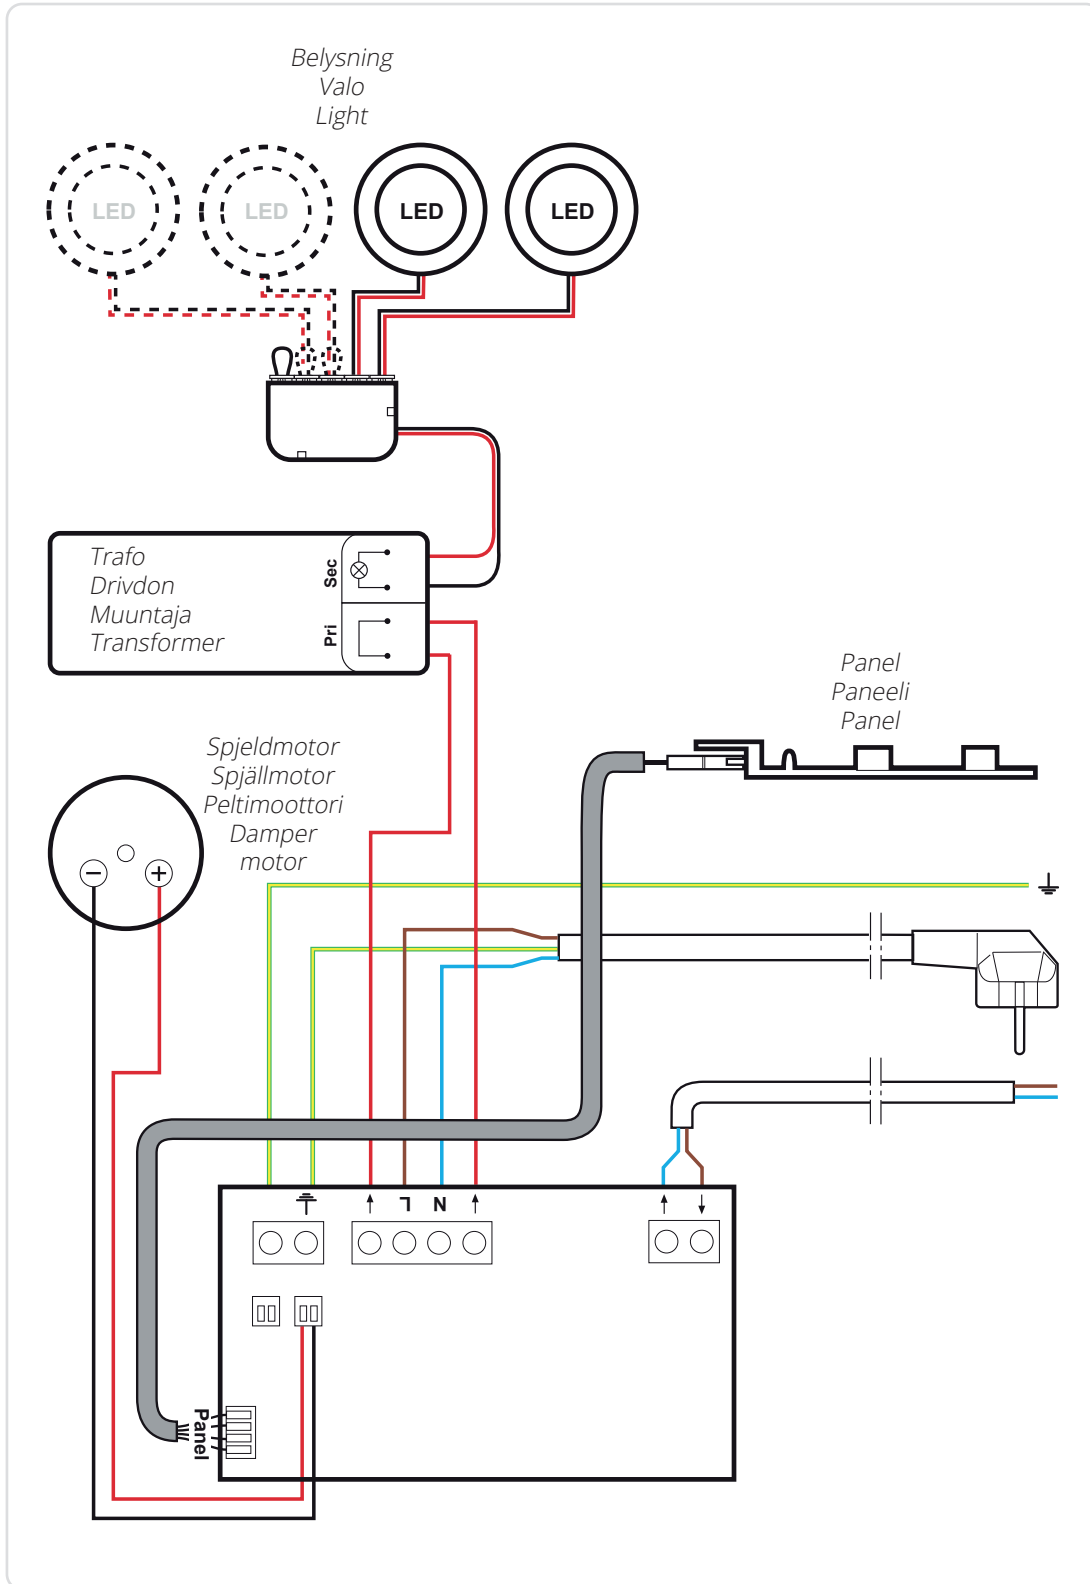 Belysning
Valo
Light
LED
LED
LED
LED
Trafo
Drivdon
Muuntaja
Transformer
Sec
Pri
Panel
Paneeli
Panel
Spjeldmotor
Spjällmotor
Peltimoottori
Damper
motor
− +
L N
Panel